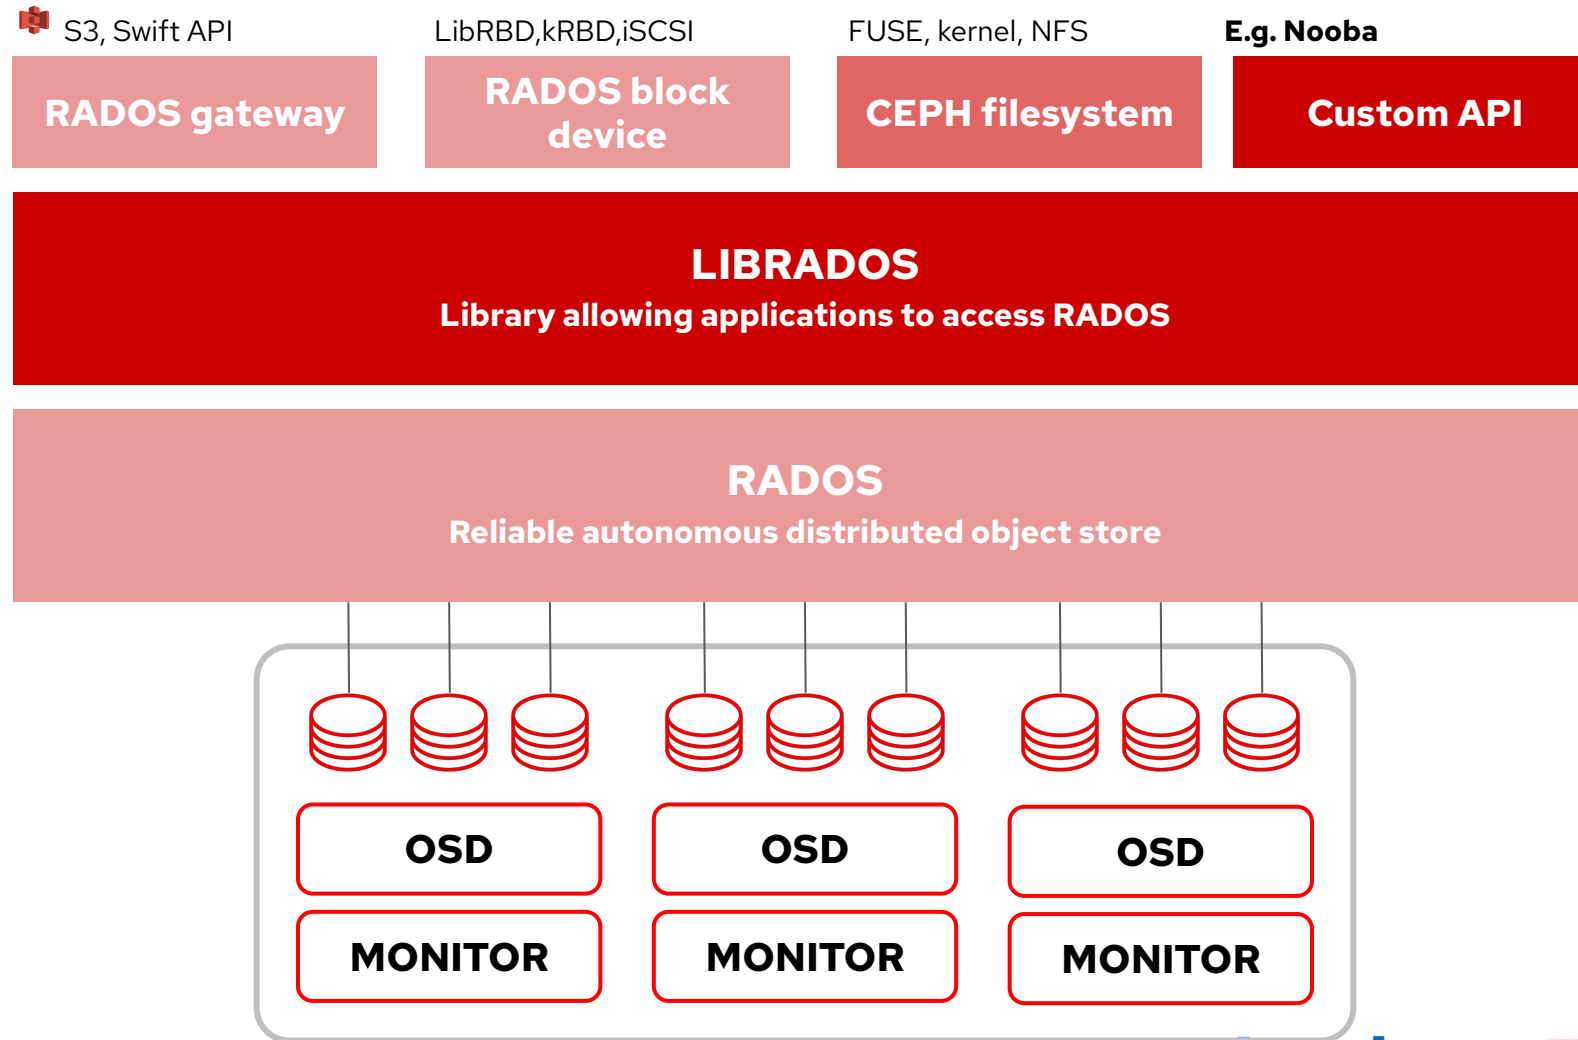 S3, Swift API
LibRBD,kRBD,iSCSI
FUSE, kernel, NFS
E.g. Nooba
RADOS gateway
RADOS block
device
CEPH filesystem
Custom API
LIBRADOS
Library allowing applications to access RADOS
RADOS
Reliable autonomous distributed object store
OSD
OSD
OSD
MONITOR
MONITOR
MONITOR